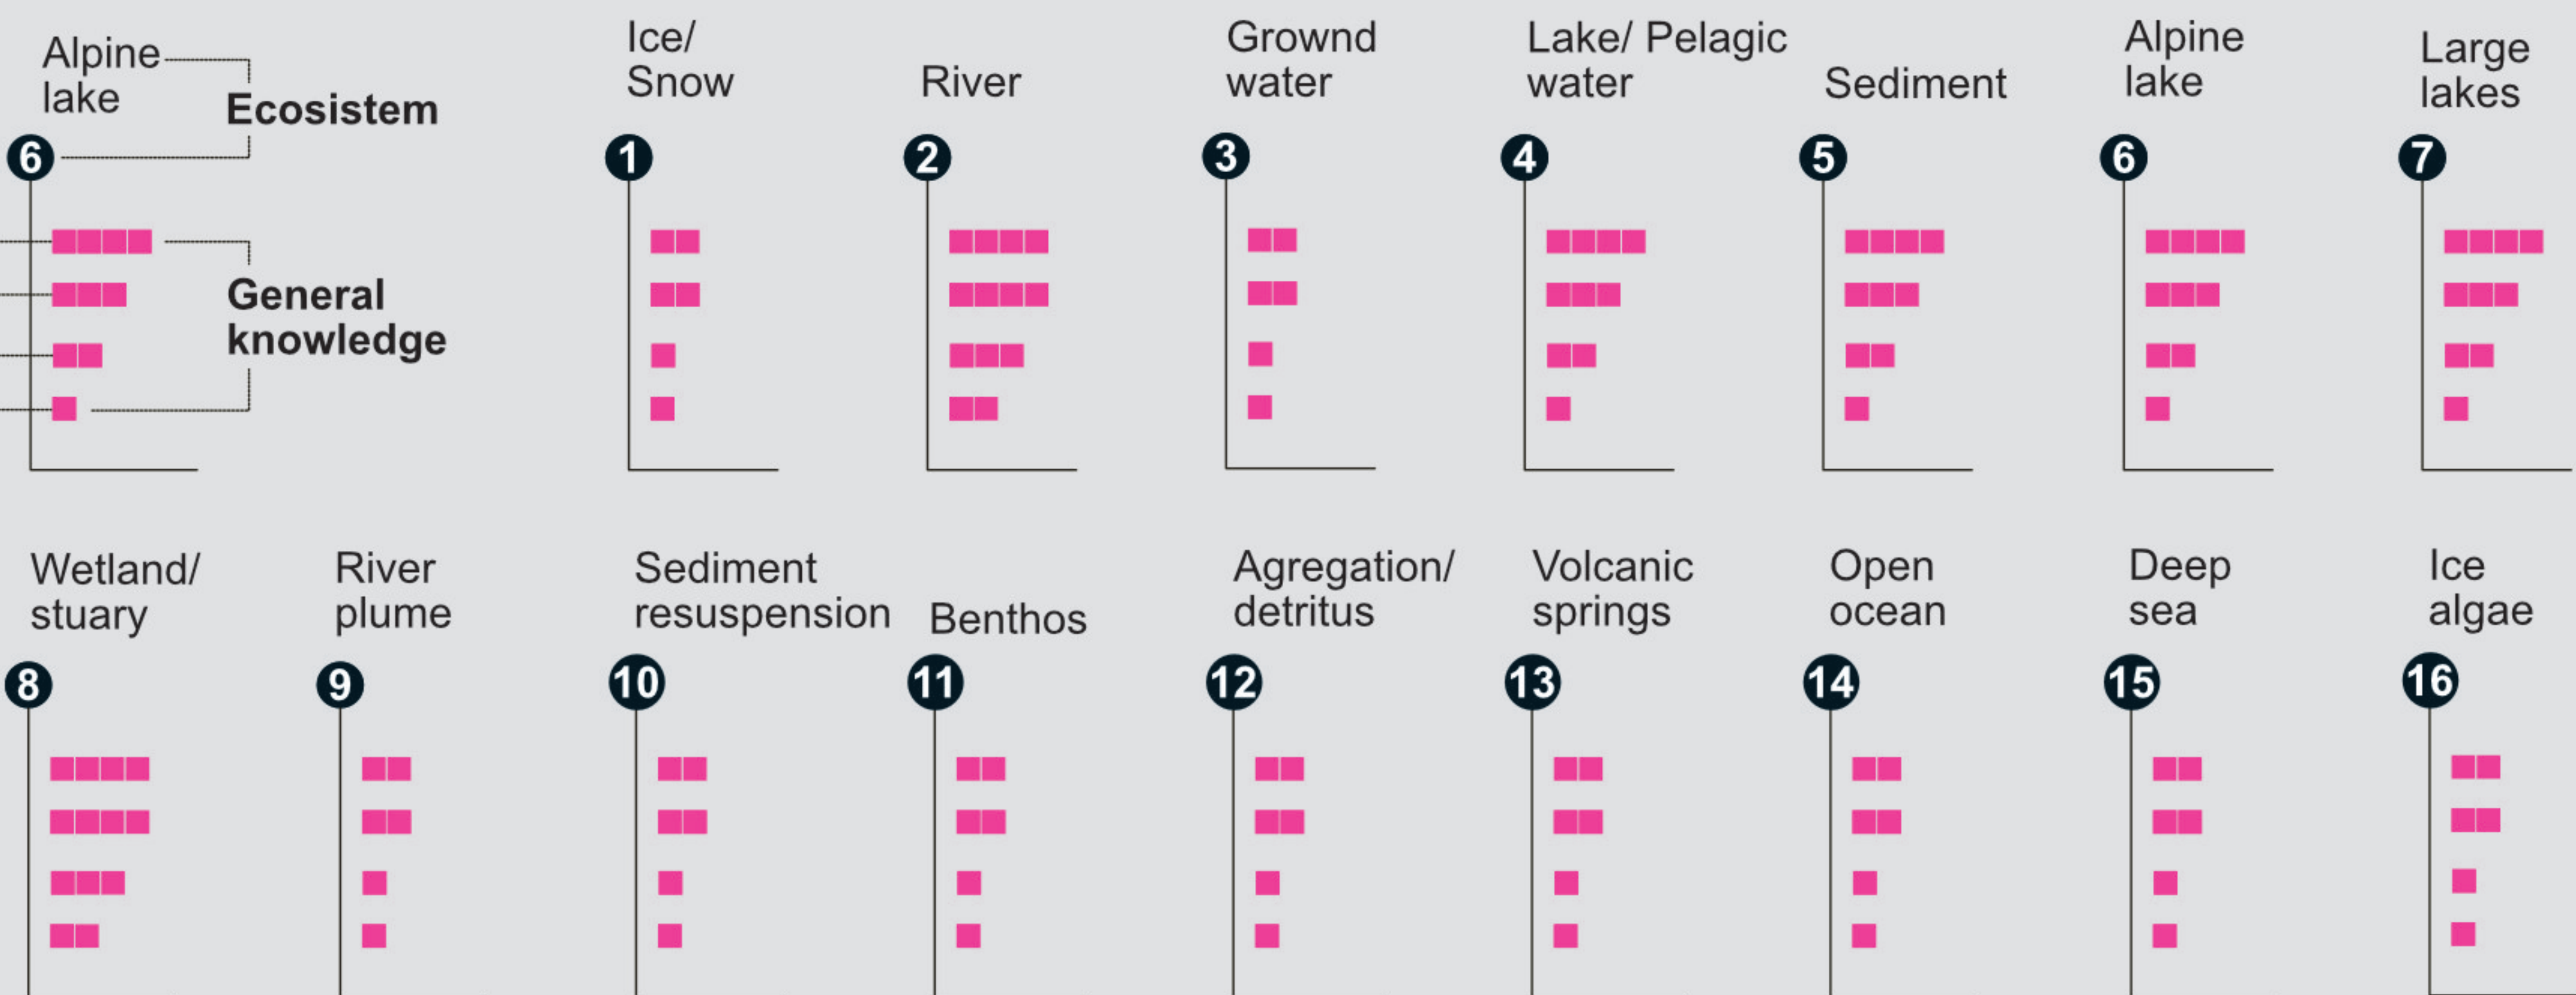 Alpine
lake
Ecosistem
6
General
knowledge
Ice/
Snow
1
River
2
Grownd
water
3
Lake/ Pelagic
water
4
Sediment
5
Alpine
lake
6
Large
lakes
7
Wetland/
stuary
8
River
plume
9
Sediment
resuspension
10
Benthos
11
Agregation/
detritus
12
Volcanic
springs
13
Open
ocean
14
Deep
sea
15
Ice
algae
16